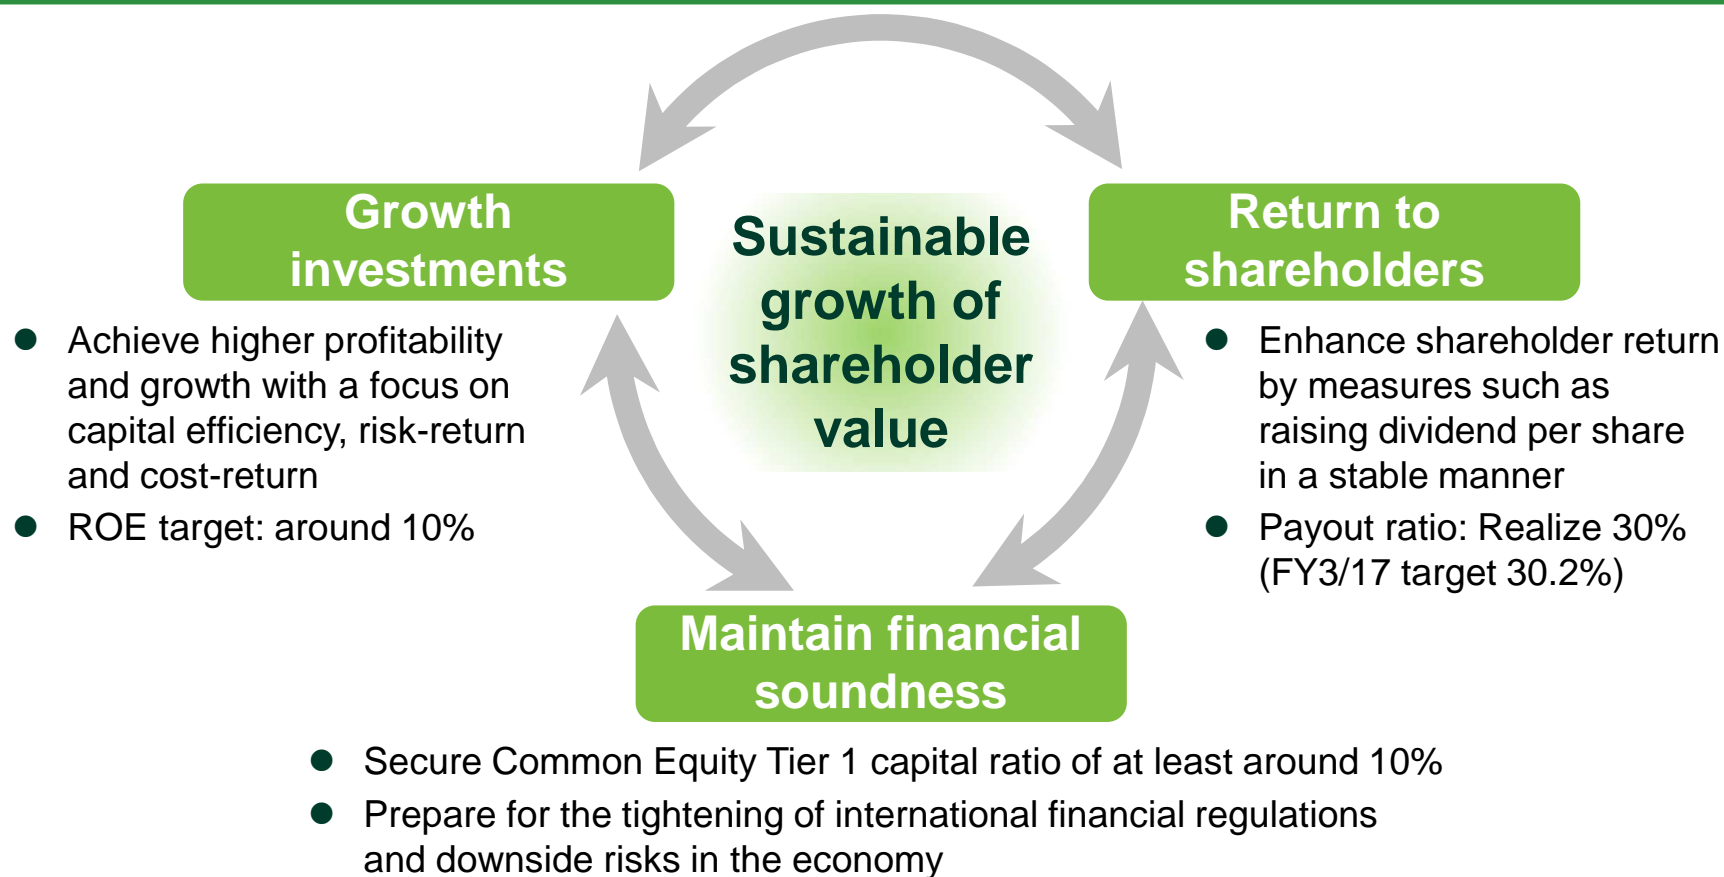 Growth
investments
● Achieve higher profitability
and growth with a focus on
capital efficiency, risk-return
and cost-return
● ROE target: around 10%
Sustainable
growth of
shareholder
value
Return to
shareholders
● Enhance shareholder return
by measures such as
raising dividend per share
in a stable manner
● Payout ratio: Realize 30%
(FY3/17 target 30.2%)
Maintain financial
soundness
● Secure Common Equity Tier 1 capital ratio of at least around 10%
● Prepare for the tightening of international financial regulations
and downside risks in the economy